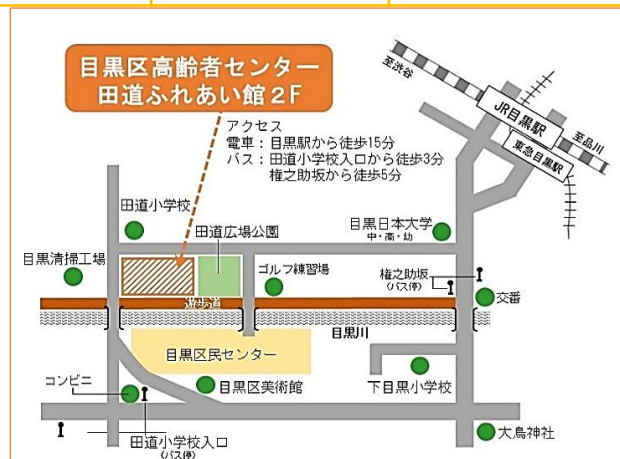 目黒区高齢者センター
田道ふれあい館2F
アクセス
電車：目黒駅から徒歩15分
バス：田道小学校入口から徒歩3分
権之助坂から徒歩5分
至渋谷
JR目黒駅
至品川
東急目黒駅
田道小学校
田道広場公園
目黒日本大学
中・高・幼
目黒清掃工場
ゴルフ練習場
権之助坂
(バス停)
交番
遊歩道
目黒川
目黒区民センター
コンビニ
目黒区美術館
下目黒小学校
田道小学校入口
(バス停)
大鳥神社